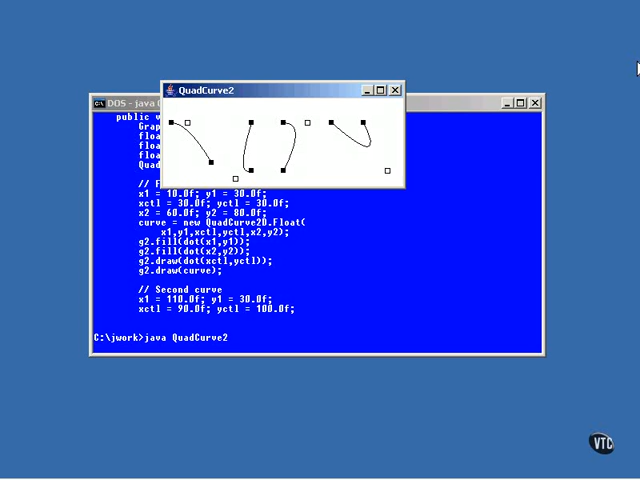 QuadCurve2
DOS - java
public v
Grap
floa
floa
floa
Quad
// F
x1 = 10.0f; y1 = 30.0f;
xctl = 30.0f; yctl = 30.0f;
x2 = 60.0f; y2 = 80.0f;
curve = new QuadCurve2D.Float(
x1,y1,xctl,yctl,x2,y2);
g2.fill(dot(x1,y1));
g2.fill(dot(x2,y2));
g2.draw(dot(xctl,yctl));
g2.draw(curve);
// Second curve
x1 = 110.0f; y1 = 30.0f;
xctl = 90.0f; yctl = 100.0f;
C:\jwork>java QuadCurve2
VTC